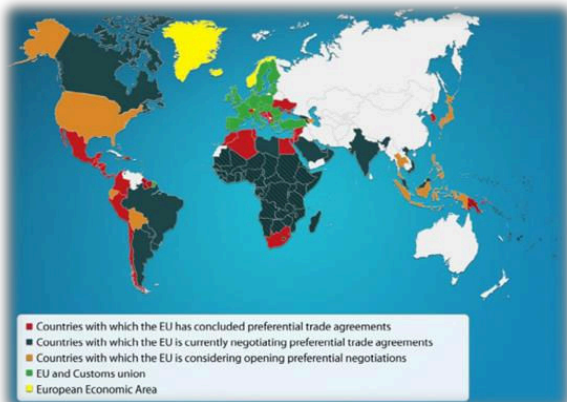 Countries with which the EU has concluded preferential trade agreements
Countries with which the EU is currently negotiating preferential trade agreements
Countries with which the EU is considering opening preferential negotiations
EU and Customs union
European Economic Area